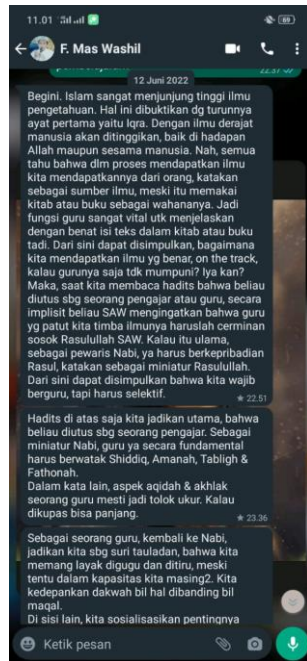 11.01
69
F. Mas Washil
22.37
12 Juni 2022
Begini. Islam sangat menjunjung tinggi ilmu
pengetahuan. Hal ini dibuktikan dg turunnya
ayat pertama yaitu Iqra. Dengan ilmu derajat
manusia akan ditinggikan, baik di hadapan
Allah maupun sesama manusia. Nah, semua
tahu bahwa dlm proses mendapatkan ilmu
kita mendapatkannya dari orang, katakan
sebagai sumber ilmu, meski itu memakai
kitab atau buku sebagai wahananya. Jadi
fungsi guru sangat vital utk menjelaskan
dengan benat isi teks dalam kitab atau buku
tadi. Dari sini dapat disimpulkan, bagaimana
kita mendapatkan ilmu yg benar, on the track,
kalau gurunya saja tdk mumpuni? Iya kan?
Maka, saat kita membaca hadits bahwa beliau
diutus sbg seorang pengajar atau guru, secara
implisit beliau SAW mengingatkan bahwa guru
yg patut kita timba ilmunya haruslah cerminan
sosok Rasulullah SAW. Kalau itu ulama,
sebagai pewaris Nabi, ya harus berkepribadian
Rasul, katakan sebagai miniatur Rasulullah.
Dari sini dapat disimpulkan bahwa kita wajib
berguru, tapi harus selektif.
22.51
Hadits di atas saja kita jadikan utama, bahwa
beliau diutus sbg seorang pengajar. Sebagai
miniatur Nabi, guru ya secara fundamental
harus berwatak Shiddiq, Amanah, Tabligh &
Fathonah.
Dalam kata lain, aspek aqidah & akhlak
seorang guru mesti jadi tolok ukur. Kalau
dikupas bisa panjang.
23.36
Sebagai seorang guru, kembali ke Nabi,
jadikan kita sbg suri tauladan, bahwa kita
memang layak digugu dan ditiru, meski
tentu dalam kapasitas kita masing2. Kita
kedepankan dakwah bil hal dibanding bil
maqal.
Di sisi lain, kita sosialisasikan pentingnya
Ketik pesan